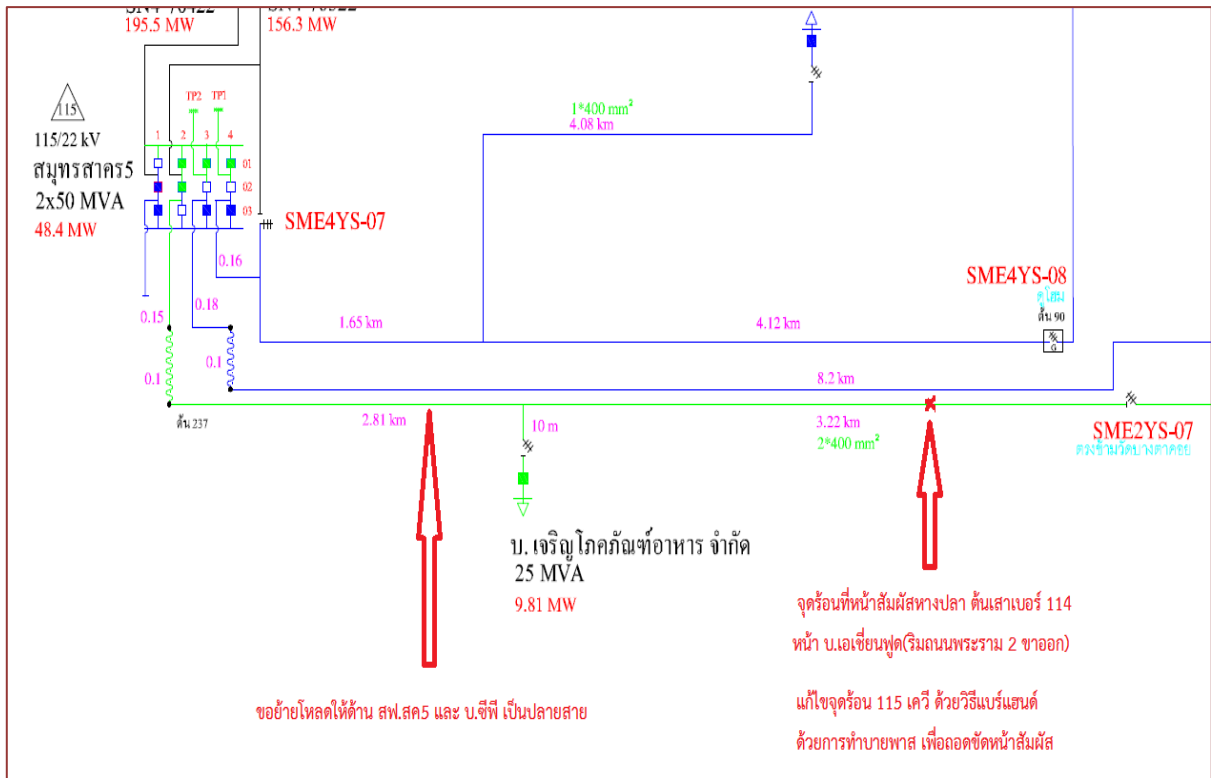 195.5 MW
156.3 MW
115
115/22 kV
สมุทรสาคร5
2x50 MVA
48.4 MW
TP2 TP1
1 2 3 4
01
02
03
SME4YS-07
1*400 mm²
4.08 km
0.16
0.18
0.15
0.1
0.1
1.65 km
4.12 km
SME4YS-08
คูโฮม
ต้น 90
G
8.2 km
ต้น 237
2.81 km
10 m
3.22 km
2*400 mm²
SME2YS-07
บ. เจริญโภคภัณฑ์อาหาร จำกัด
25 MVA
9.81 MW
จุดร้อนที่หน้าสัมผัสหางปลา ต้นเสาเบอร์ 114
หน้า บ.เอเชี่ยนฟูด(ริมถนนพระราม 2 ขาออก)
ขอย้ายโหลดให้ด้าน สฟ.สค5 และ บ.ซีพี เป็นปลายสาย
แก้ไขจุดร้อน 115 เควี ด้วยวิธีแบร์แฮนด์
ด้วยการทำบายพาส เพื่อถอดขัดหน้าสัมผัส